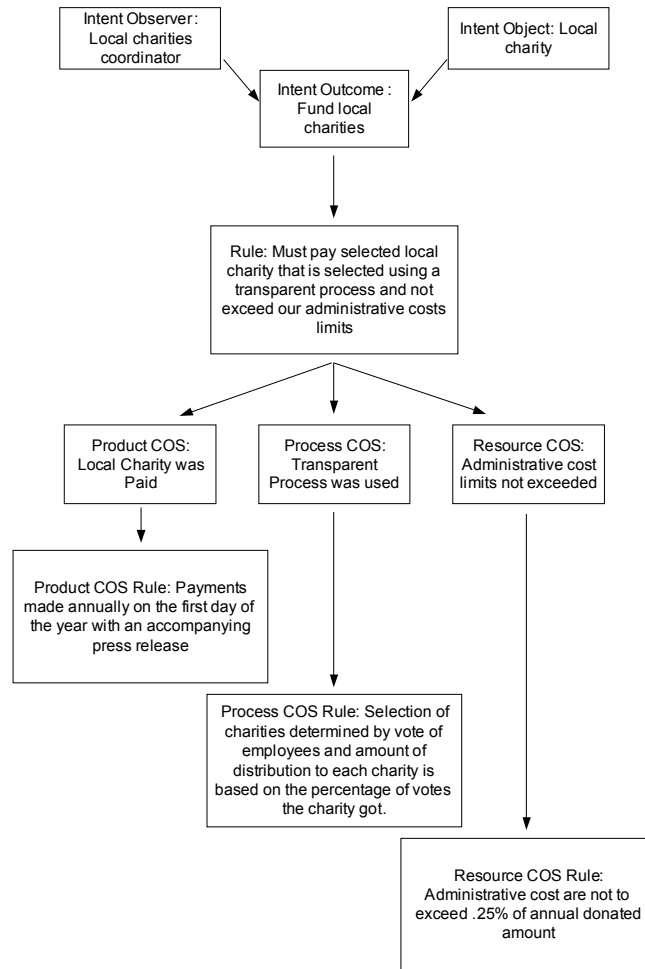 Intent Observer :
Local charities
coordinator
Intent Object: Local
charity
Intent Outcome :
Fund local
charities
Rule: Must pay selected local
charity that is selected using a
transparent process and not
exceed our administrative costs
limits
Product COS:
Local Charity was
Paid
Process COS:
Transparent
Process was used
Resource COS:
Administrative cost
limits not exceeded
Product COS Rule: Payments
made annually on the first day of
the year with an accompanying
press release
Process COS Rule: Selection of
charities determined by vote of
employees and amount of
distribution to each charity is
based on the percentage of votes
the charity got.
Resource COS Rule:
Administrative cost are not to
exceed .25% of annual donated
amount